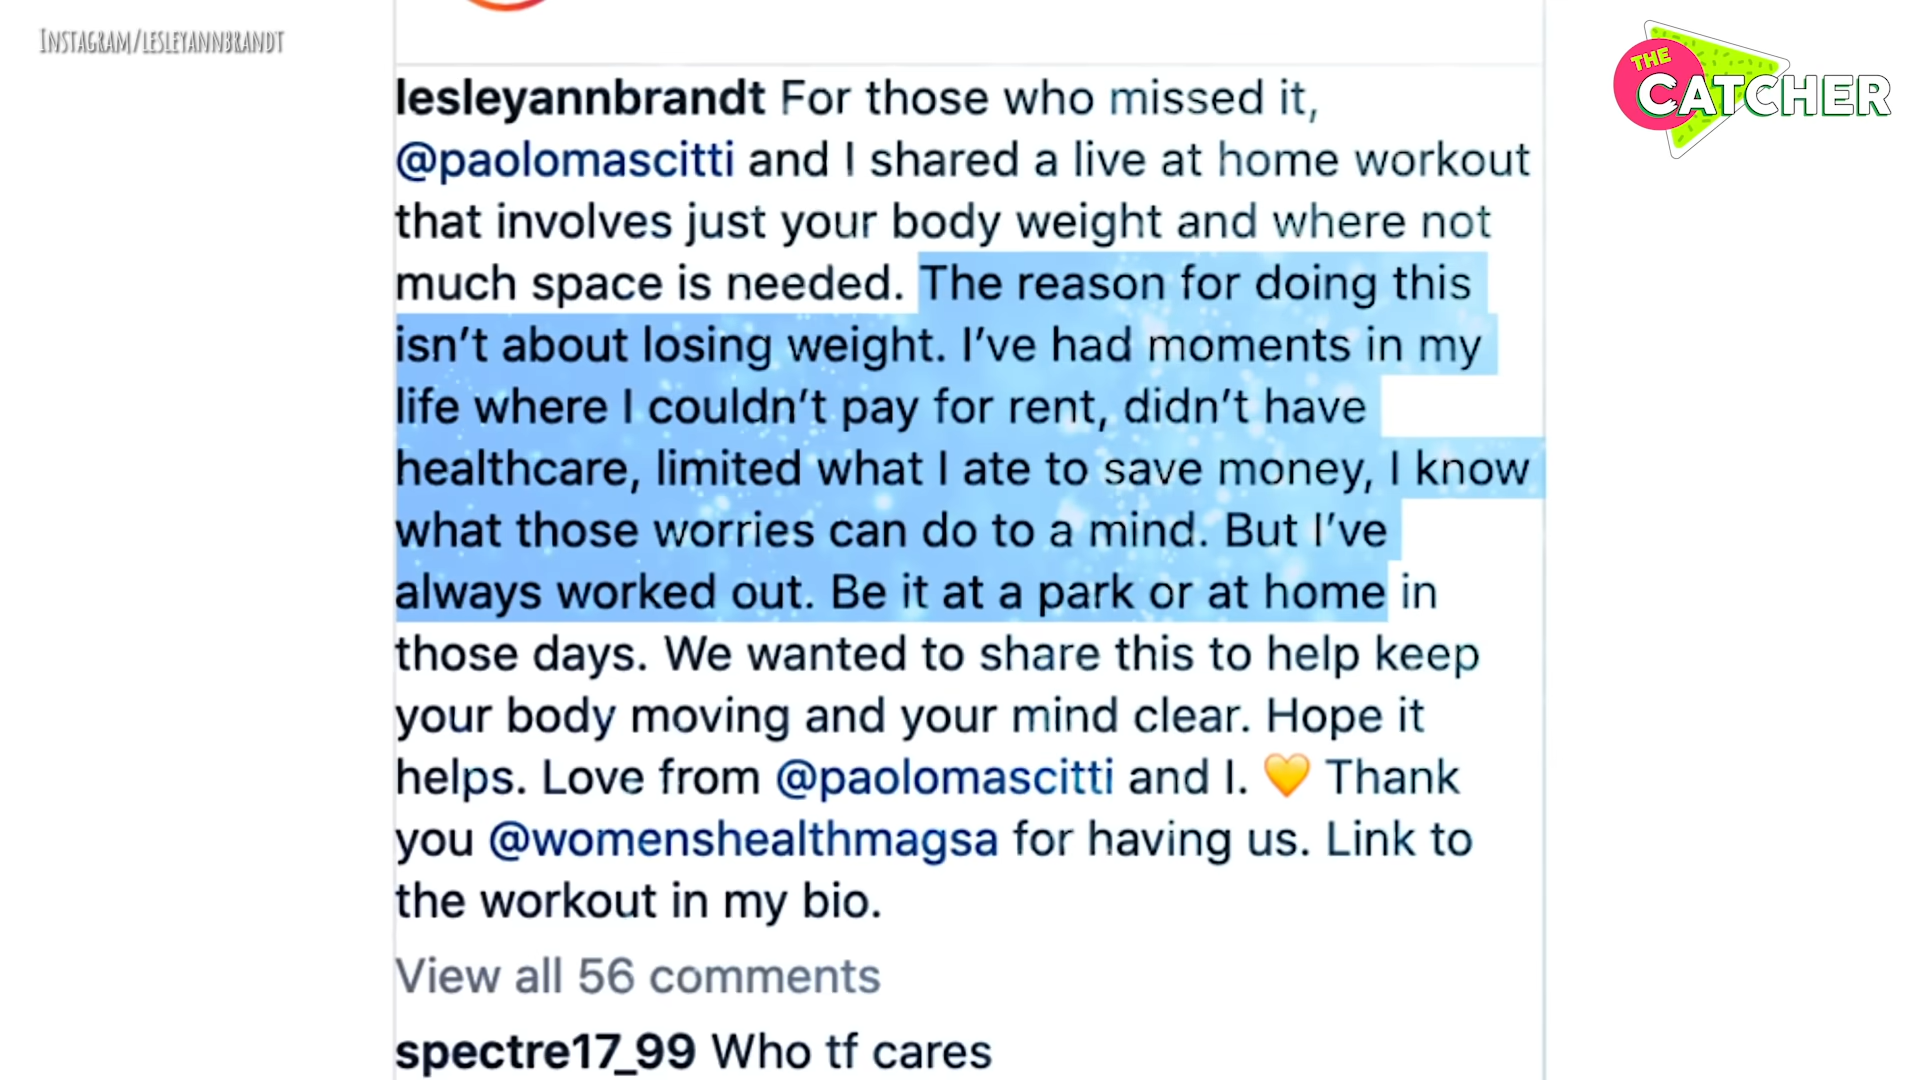 INSTAGRAM/LESLEYANNBRANDT
THE
CATCHER
lesleyannbrandt For those who missed it,
@paolomascitti and I shared a live at home workout
that involves just your body weight and where not
much space is needed. The reason for doing this
isn’t about losing weight. I’ve had moments in my
life where I couldn’t pay for rent, didn’t have
healthcare, limited what I ate to save money, I know
what those worries can do to a mind. But I’ve
always worked out. Be it at a park or at home in
those days. We wanted to share this to help keep
your body moving and your mind clear. Hope it
helps. Love from @paolomascitti and I. 💛 Thank
you @womenshealthmagsa for having us. Link to
the workout in my bio.
View all 56 comments
spectre17_99 Who tf cares